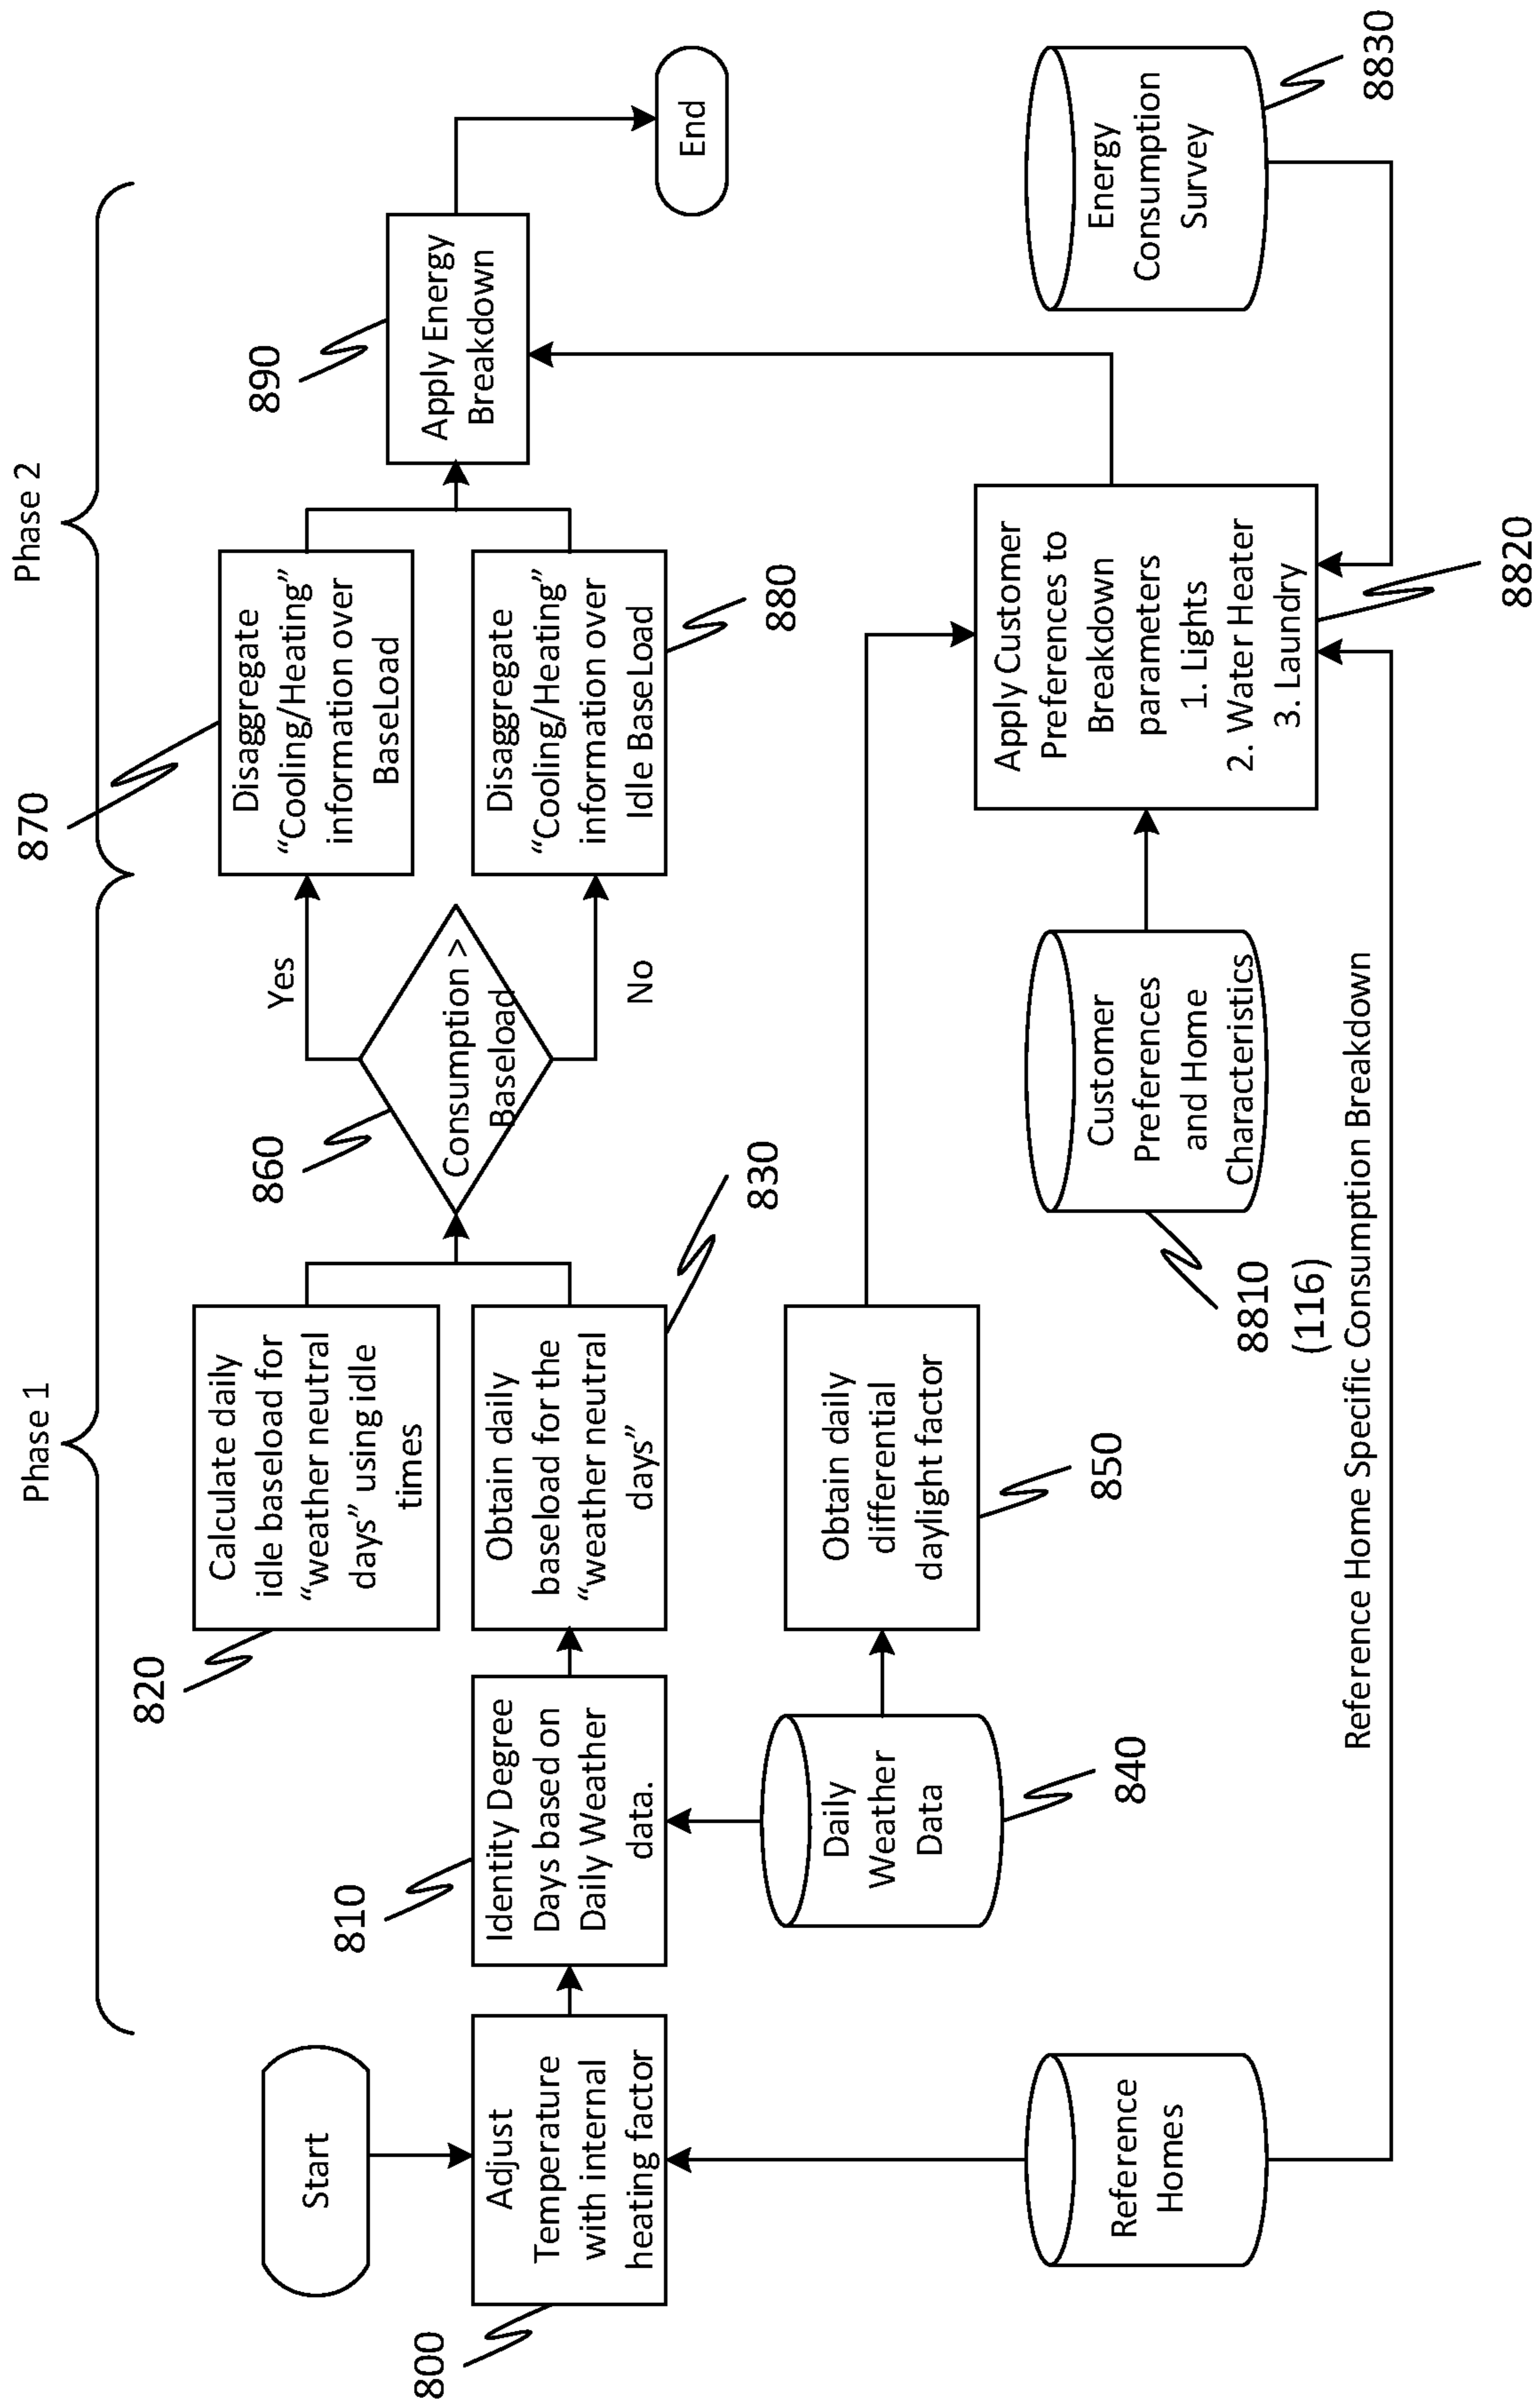 Phase 1
Phase 2
Start
800
Adjust
Temperature
with internal
heating factor
810
Identity Degree
Days based on
Daily Weather
data.
820
Calculate daily
idle baseload for
“weather neutral
days” using idle
times
830
Obtain daily
baseload for the
“weather neutral
days”
860
Consumption >
Baseload
Yes
No
870
Disaggregate
“Cooling/Heating”
information over
BaseLoad
880
Disaggregate
“Cooling/Heating”
information over
Idle BaseLoad
890
Apply Energy
Breakdown
End
Daily
Weather
Data
840
Obtain daily
differential
daylight factor
850
Reference
Homes
Customer
Preferences
and Home
Characteristics
8810
(116)
Apply Customer
Preferences to
Breakdown
parameters
1. Lights
2. Water Heater
3. Laundry
8820
Energy
Consumption
Survey
8830
Reference Home Specific Consumption Breakdown